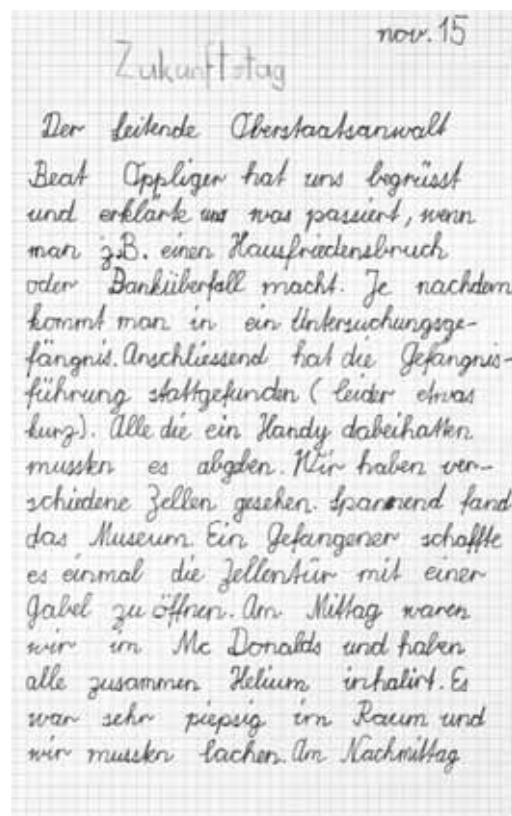 nov. 15
Zukunftstag
Der leitende Oberstaatsanwalt
Beat Oppliger hat uns begrüsst
und erklärte uns was passiert, wenn
man z.B. einen Hausfriedensbruch
oder Banküberfall macht. Je nachdem
kommt man in ein Untersuchungsge-
fängnis. Anschliessend hat die Gefängnis-
führung stattgefunden ( leider etwas
kurz). Alle die ein Handy dabeihatten
mussten es abgben. Wir haben ver-
schiedene Zellen gesehen. Spannend fand
das Museum. Ein Gefangener schaffte
es einmal die Zellentür mit einer
Gabel zu öffnen. Am Mittag waren
wir im Mc Donalds und haben
alle zusammen Helium inhalirt. Es
war sehr piepsig im Raum und
wir mussten lachen. Am Nachmittag